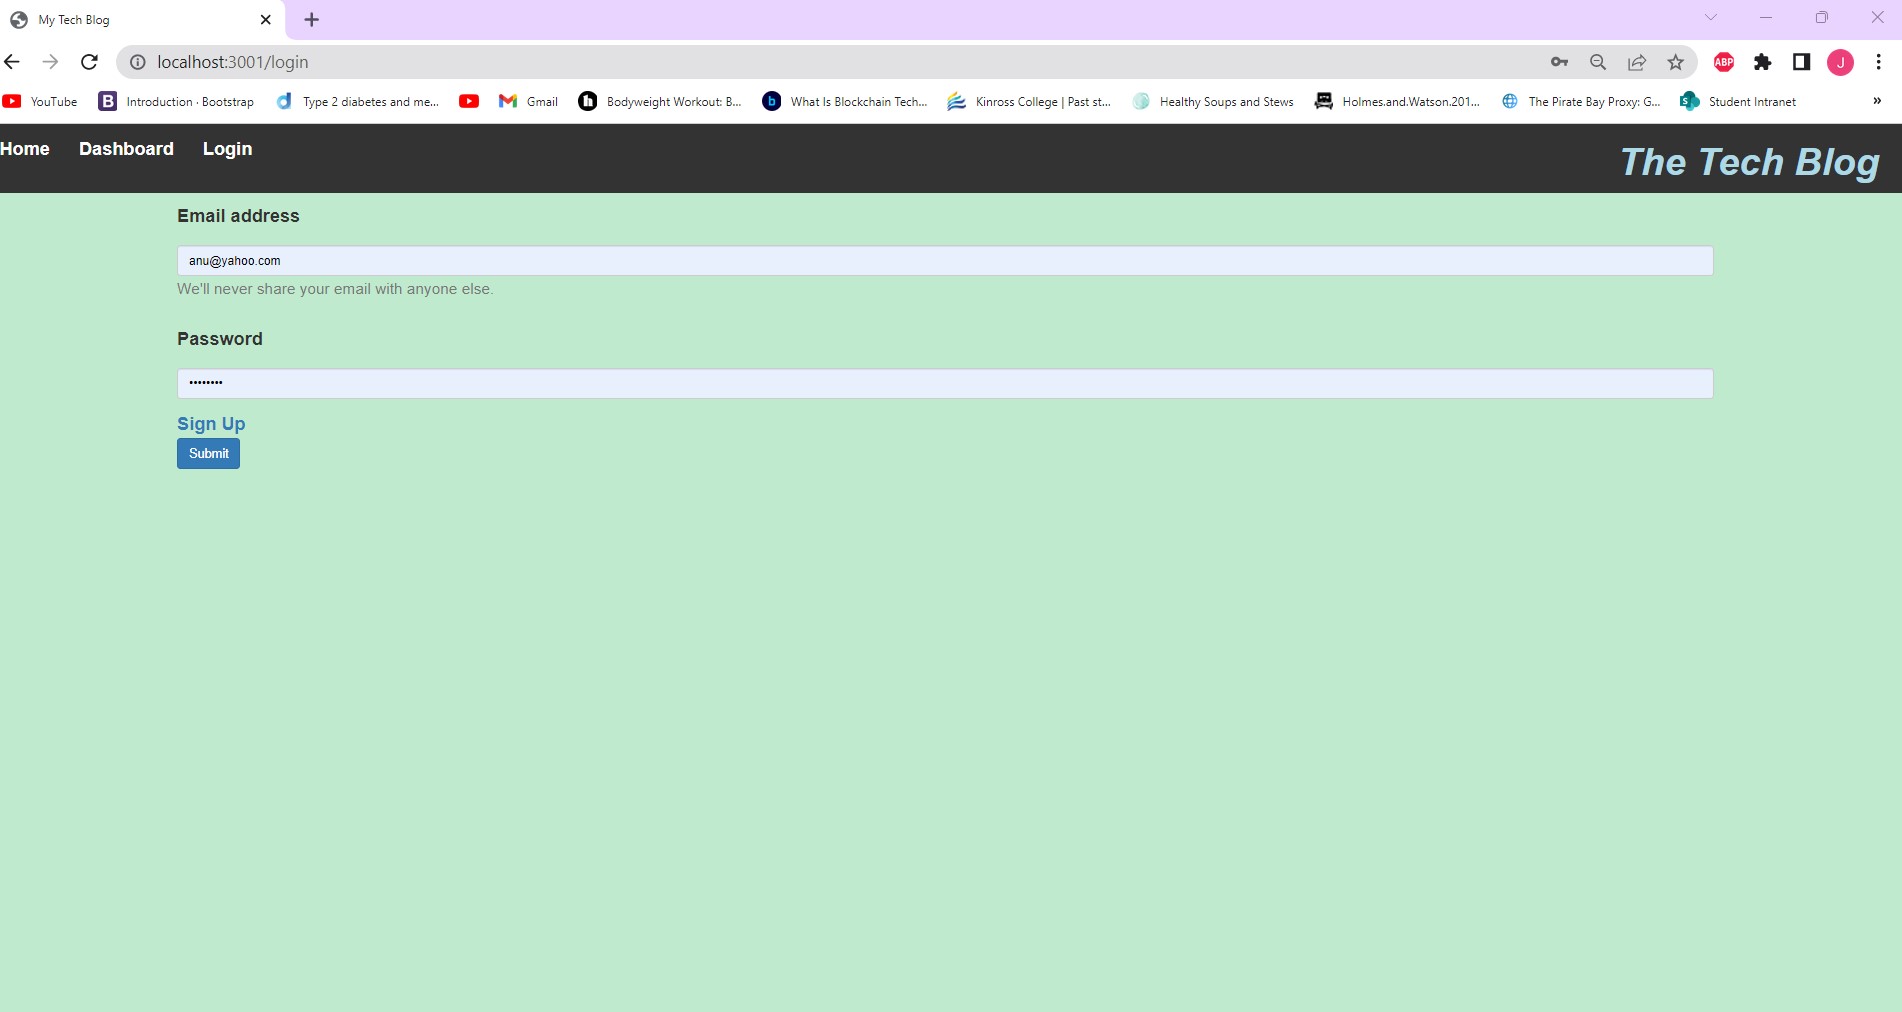 My Tech Blog
localhost:3001/login
ABP
J
YouTube
B Introduction · Bootstrap
d Type 2 diabetes and me...
Gmail
h Bodyweight Workout: B...
b What Is Blockchain Tech...
Kinross College | Past st...
Healthy Soups and Stews
Holmes.and.Watson.201...
The Pirate Bay Proxy: G...
S Student Intranet
»
Home Dashboard Login
The Tech Blog
Email address
anu@yahoo.com
We'll never share your email with anyone else.
Password
••••••••
Sign Up
Submit